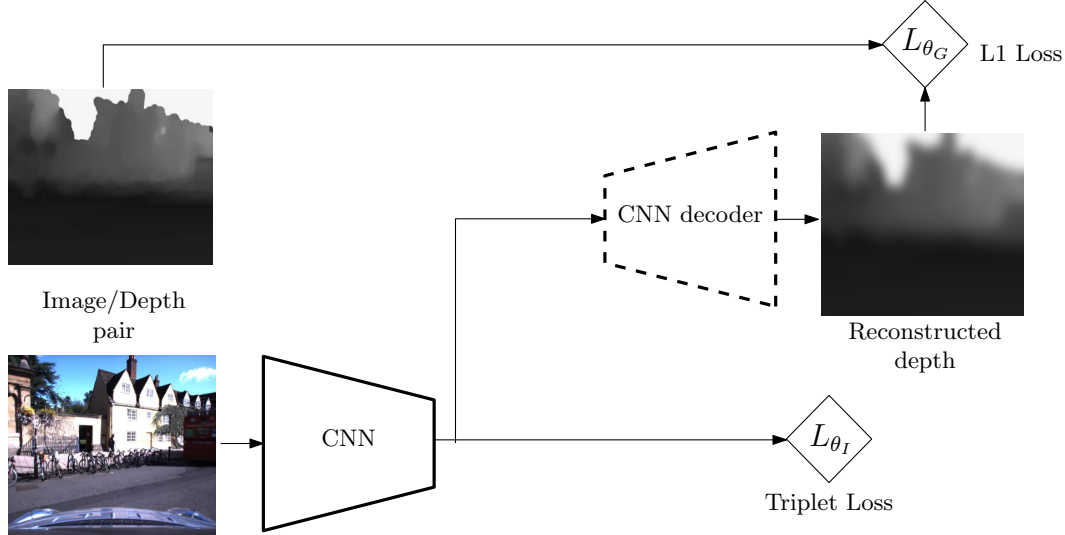 L_{θ_G}
L1 Loss
CNN decoder
Image/Depth
pair
Reconstructed
depth
CNN
L_{θ_I}
Triplet Loss